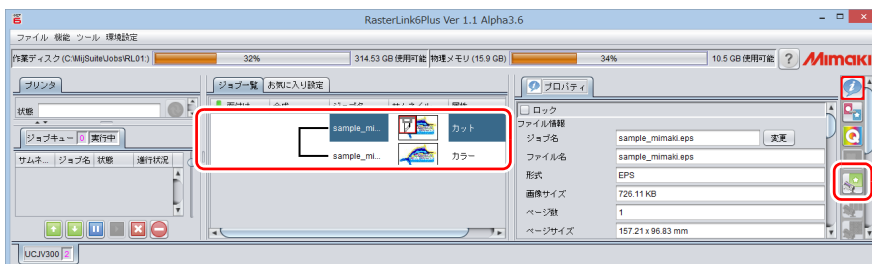 RasterLink6Plus Ver 1.1 Alpha3.6
ファイル 機能 ツール 環境設定
作業ディスク (C:\MijSuite\Jobs\RL01:) 32% 314.53 GB 使用可能 物理メモリ (15.9 GB) 34% 10.5 GB 使用可能 ? Mimaki
プリンタ
状態
ジョブキュー 0 実行中
サムネ... ジョブ名 状態 進行状況
UCJV300 2
ジョブ一覧 お気に入り設定
sample_mi... カット
sample_mi... カラー
プロパティ
ロック
ファイル情報
ジョブ名 sample_mimaki.eps 変更
ファイル名 sample_mimaki.eps
形式 EPS
画像サイズ 726.11 KB
ページ数 1
ページサイズ 157.21 x 96.83 mm